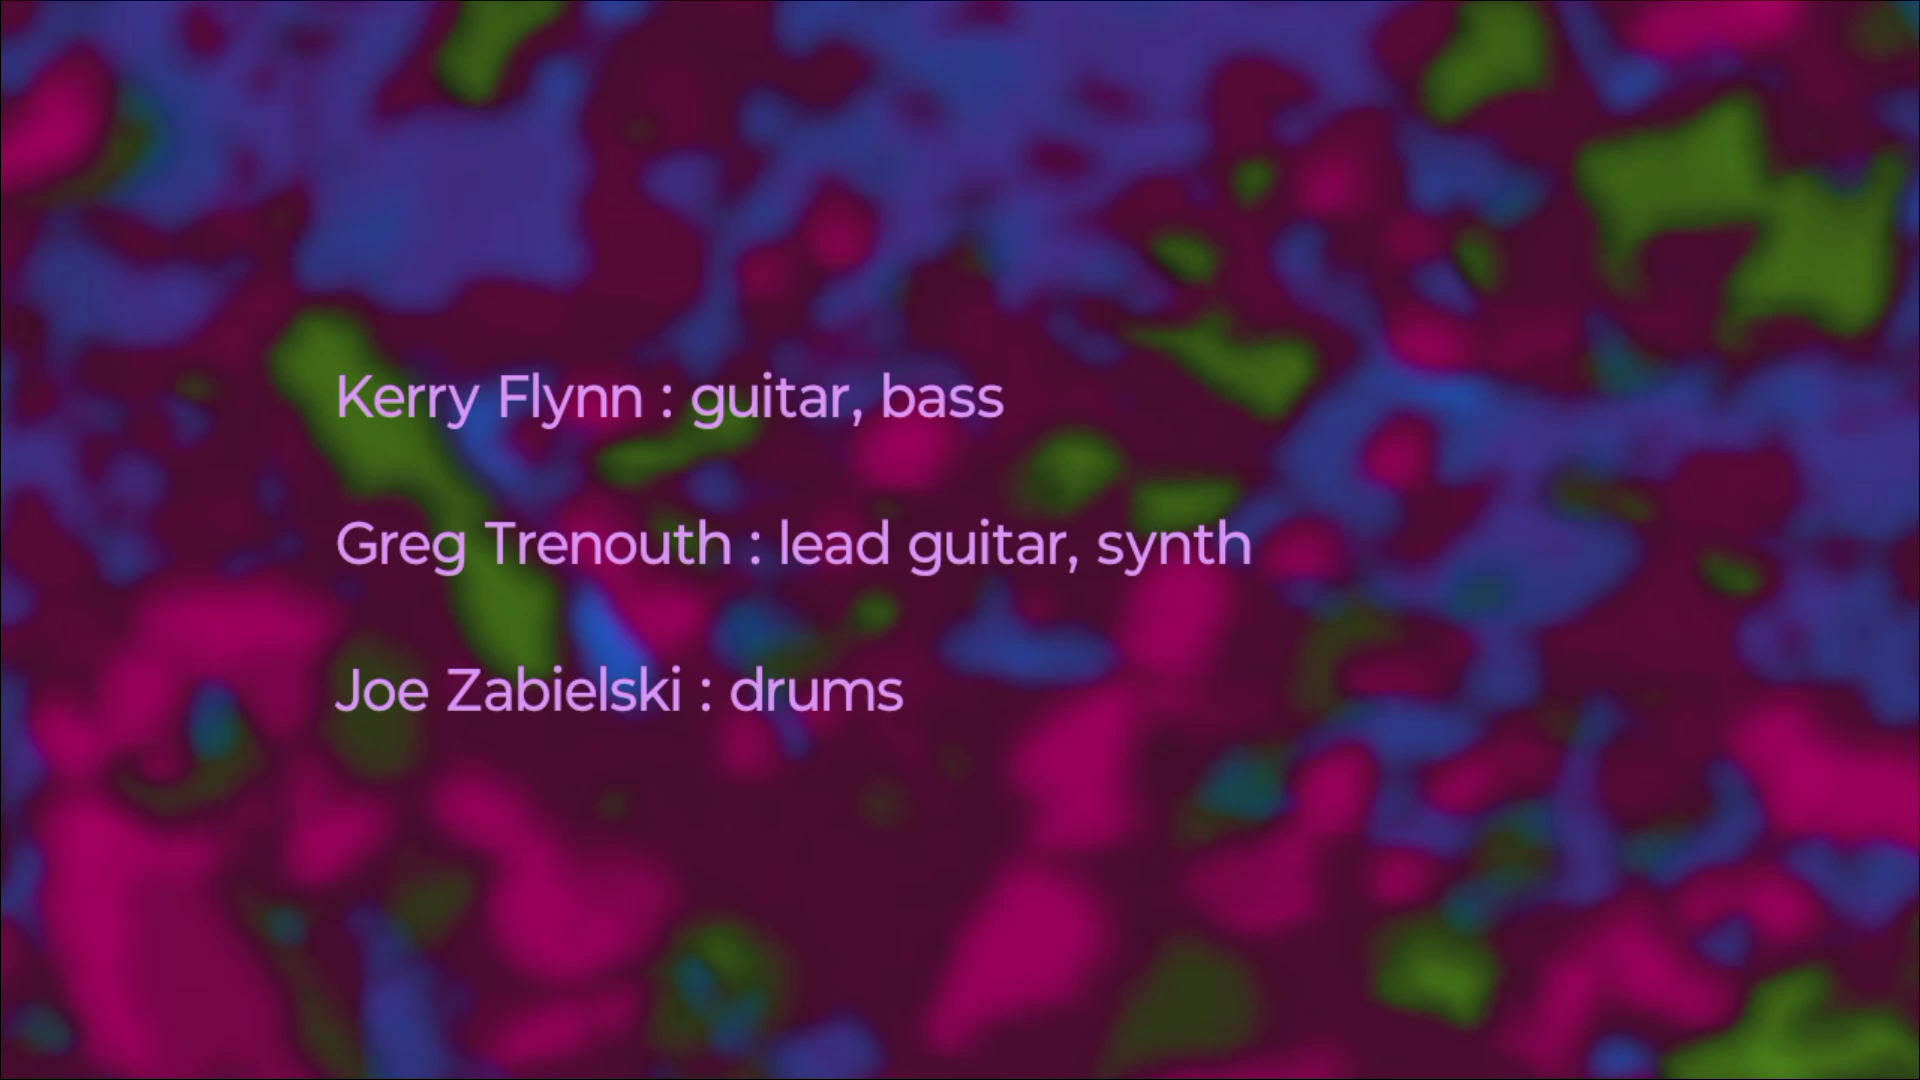 Kerry Flynn : guitar, bass
Greg Trenouth : lead guitar, synth
Joe Zabielski : drums